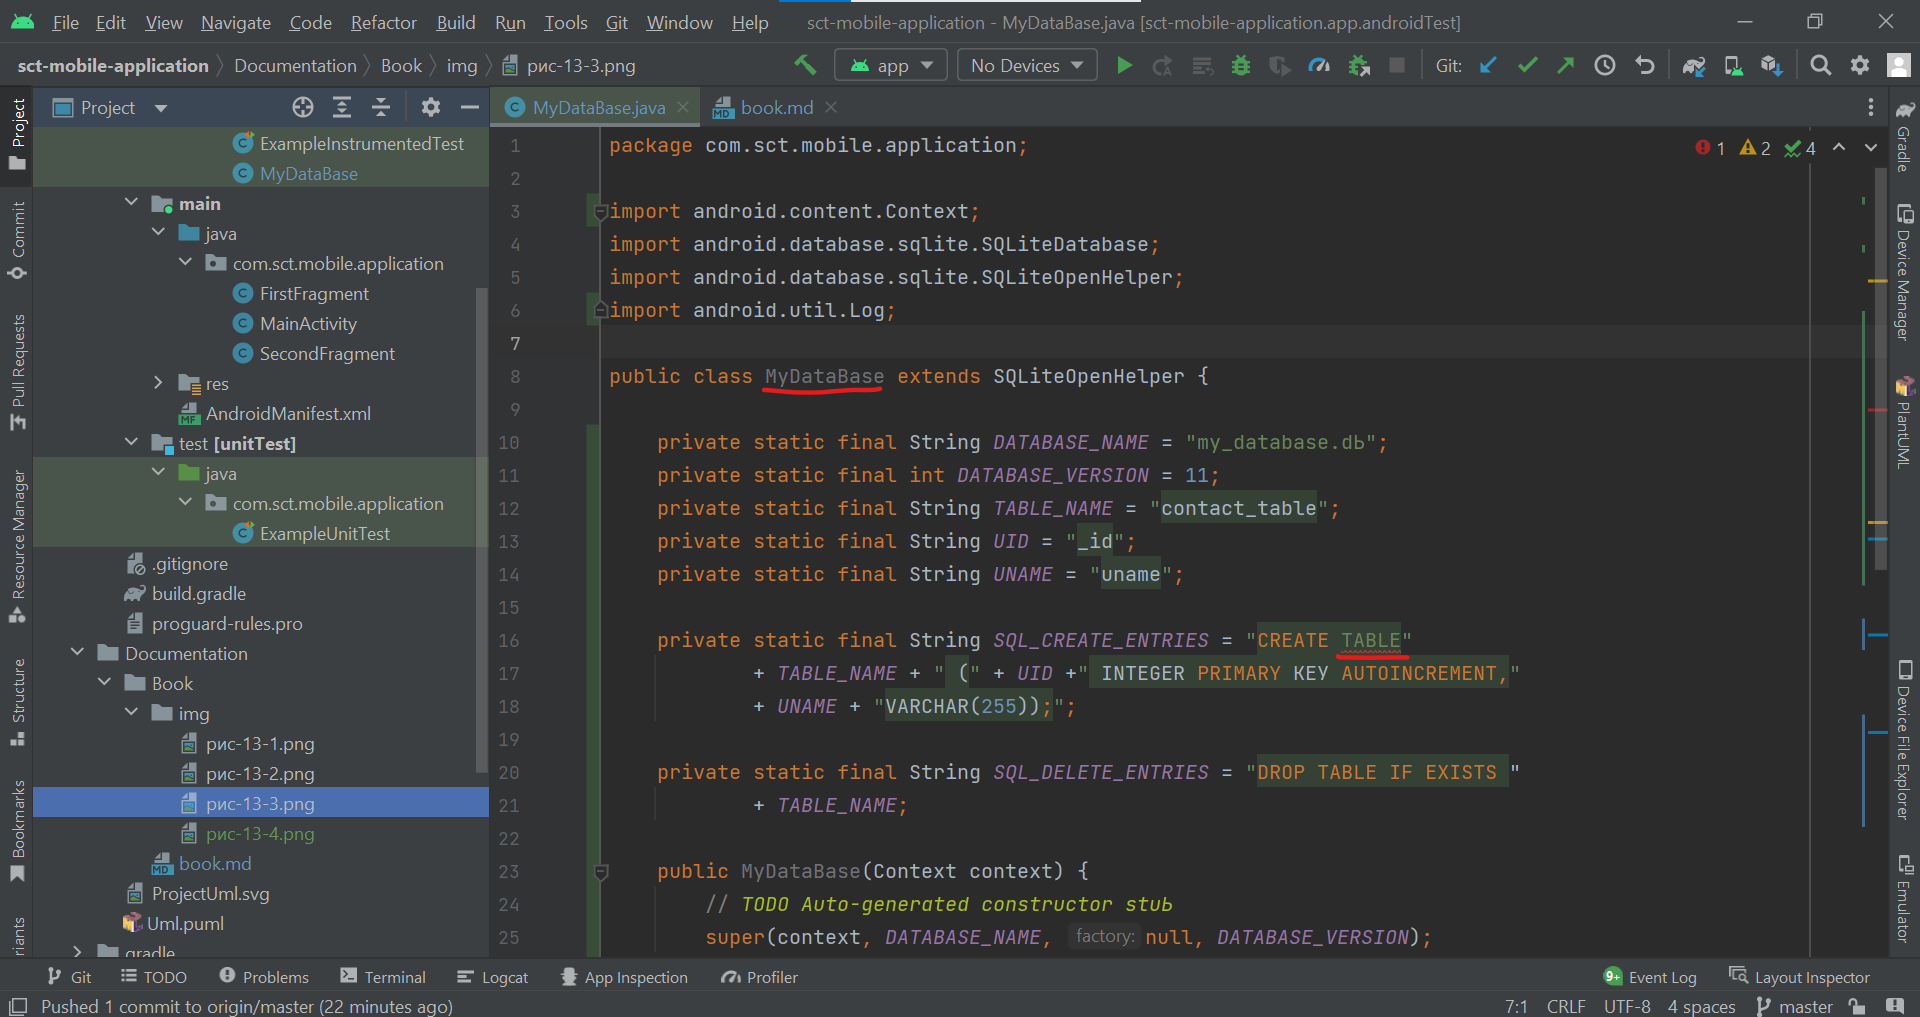 File Edit View Navigate Code Refactor Build Run Tools Git Window Help sct-mobile-application - MyDataBase.java [sct-mobile-application.app.androidTest]
sct-mobile-application Documentation Book img рис-13-3.png app No Devices Git:
Project
MyDataBase.java book.md
ExampleInstrumentedTest
MyDataBase
main
java
com.sct.mobile.application
FirstFragment
MainActivity
SecondFragment
res
AndroidManifest.xml
test [unitTest]
java
com.sct.mobile.application
ExampleUnitTest
.gitignore
build.gradle
proguard-rules.pro
Documentation
Book
img
рис-13-1.png
рис-13-2.png
рис-13-3.png
рис-13-4.png
book.md
ProjectUml.svg
Uml.puml
gradle
Project
Commit
Pull Requests
Resource Manager
Structure
Bookmarks
riants
1 package com.sct.mobile.application;
2
3 import android.content.Context;
4 import android.database.sqlite.SQLiteDatabase;
5 import android.database.sqlite.SQLiteOpenHelper;
6 import android.util.Log;
7
8 public class MyDataBase extends SQLiteOpenHelper {
9
10 private static final String DATABASE_NAME = "my_database.db";
11 private static final int DATABASE_VERSION = 11;
12 private static final String TABLE_NAME = "contact_table";
13 private static final String UID = "_id";
14 private static final String UNAME = "uname";
15
16 private static final String SQL_CREATE_ENTRIES = "CREATE TABLE"
17 + TABLE_NAME + " (" + UID +" INTEGER PRIMARY KEY AUTOINCREMENT,"
18 + UNAME + "VARCHAR(255));";
19
20 private static final String SQL_DELETE_ENTRIES = "DROP TABLE IF EXISTS "
21 + TABLE_NAME;
22
23 public MyDataBase(Context context) {
24 // TODO Auto-generated constructor stub
25 super(context, DATABASE_NAME, factory: null, DATABASE_VERSION);
1 2 4
Gradle
Device Manager
PlantUML
Device File Explorer
Emulator
Git TODO Problems Terminal Logcat App Inspection Profiler 9+ Event Log Layout Inspector
Pushed 1 commit to origin/master (22 minutes ago) 7:1 CRLF UTF-8 4 spaces master